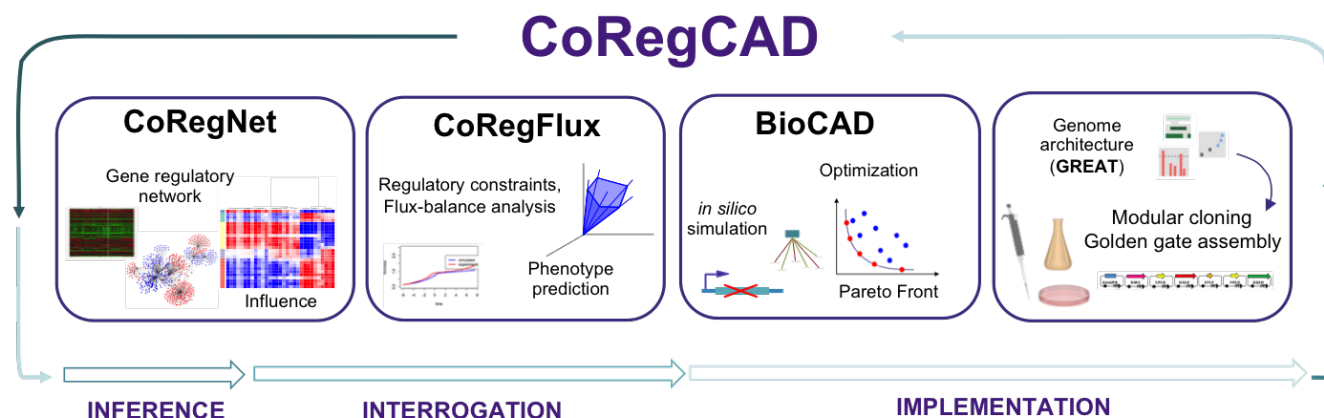 CoRegCAD
CoRegNet
Gene regulatory
network
Influence
CoRegFlux
Regulatory constraints,
Flux-balance analysis
Phenotype
prediction
BioCAD
Optimization
in silico
simulation
Pareto Front
Genome
architecture
(GREAT)
Modular cloning
Golden gate assembly
INFERENCE
INTERROGATION
IMPLEMENTATION